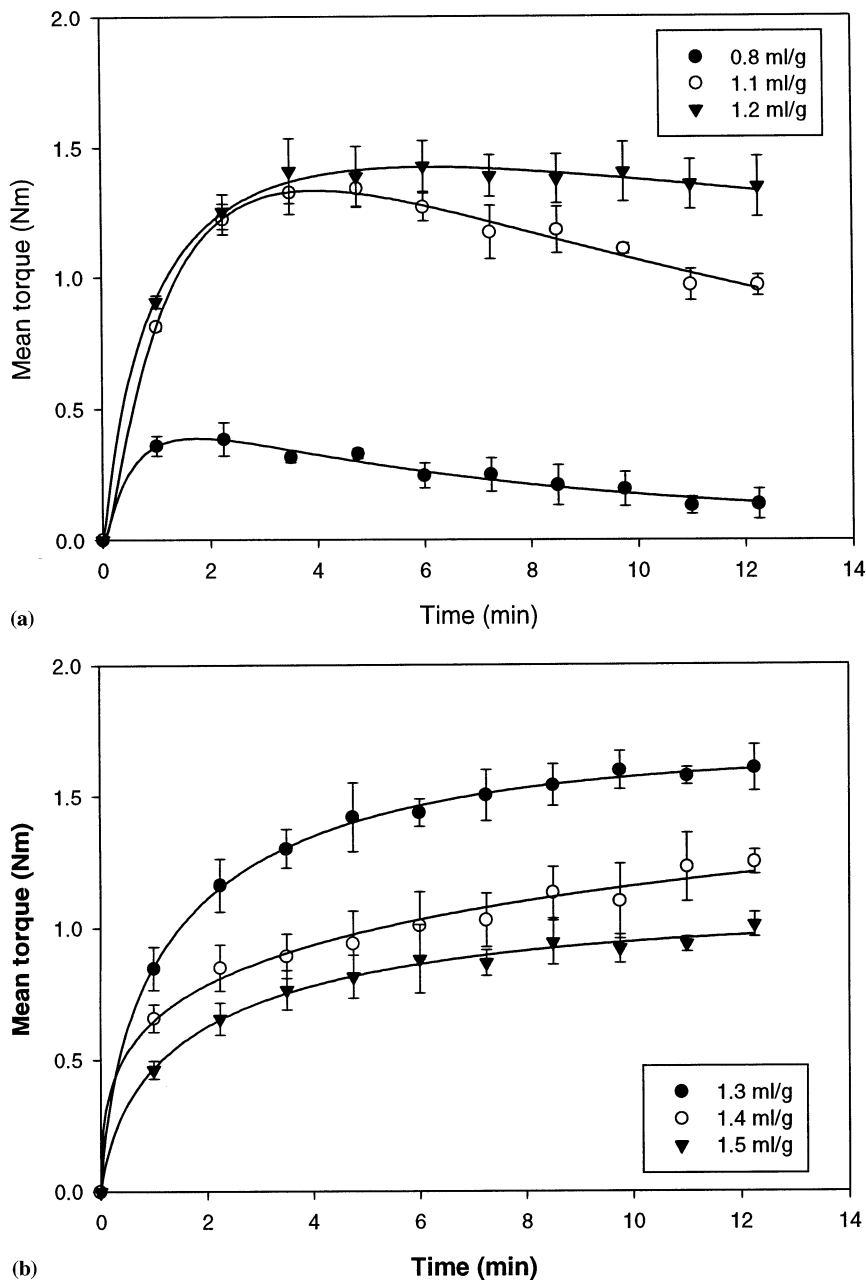 2.0
0.8 ml/g
1.1 ml/g
1.2 ml/g
1.5
1.0
0.5
0.0
Mean torque (Nm)
0 2 4 6 8 10 12 14
Time (min)
(a)
2.0
1.5
1.0
0.5
0.0
Mean torque (Nm)
1.3 ml/g
1.4 ml/g
1.5 ml/g
0 2 4 6 8 10 12 14
Time (min)
(b)